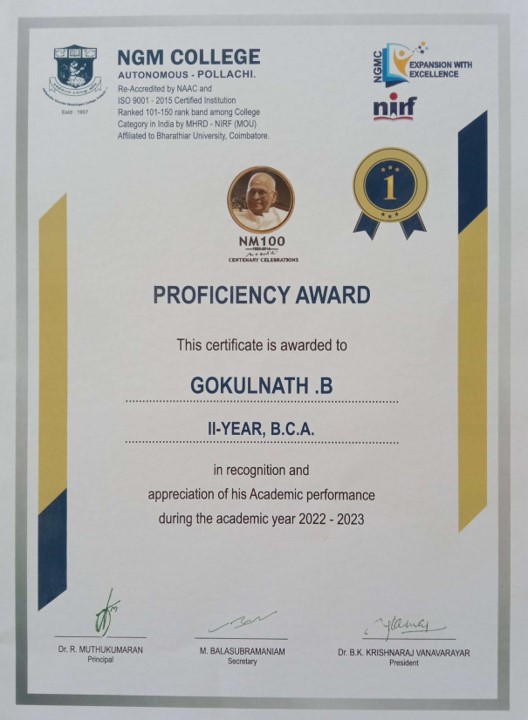 NGM COLLEGE
AUTONOMOUS - POLLACHI.
Re-Accredited by NAAC and
ISO 9001 - 2015 Certified Institution
Ranked 101-150 rank band among College
Category in India by MHRD - NIRF (MOU)
Affiliated to Bharathiar University, Coimbatore.
Estd : 1957
NGMC
EXPANSION WITH
EXCELLENCE
nirf
1
NM100
CENTENARY CELEBRATIONS
PROFICIENCY AWARD
This certificate is awarded to
GOKULNATH .B
II-YEAR, B.C.A.
in recognition and
appreciation of his Academic performance
during the academic year 2022 - 2023
Dr. R. MUTHUKUMARAN
Principal
M. BALASUBRAMANIAM
Secretary
Dr. B.K. KRISHNARAJ VANAVARAYAR
President